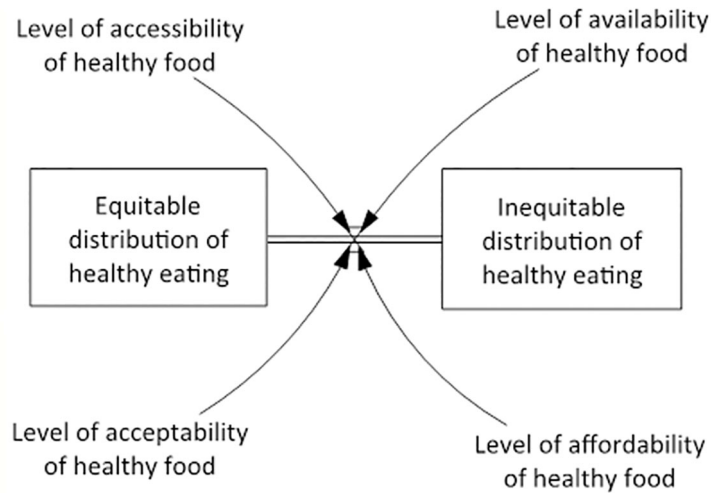 Level of accessibility
of healthy food
Level of availability
of healthy food
Equitable
distribution of
healthy eating
Inequitable
distribution of
healthy eating
Level of acceptability
of healthy food
Level of affordability
of healthy food